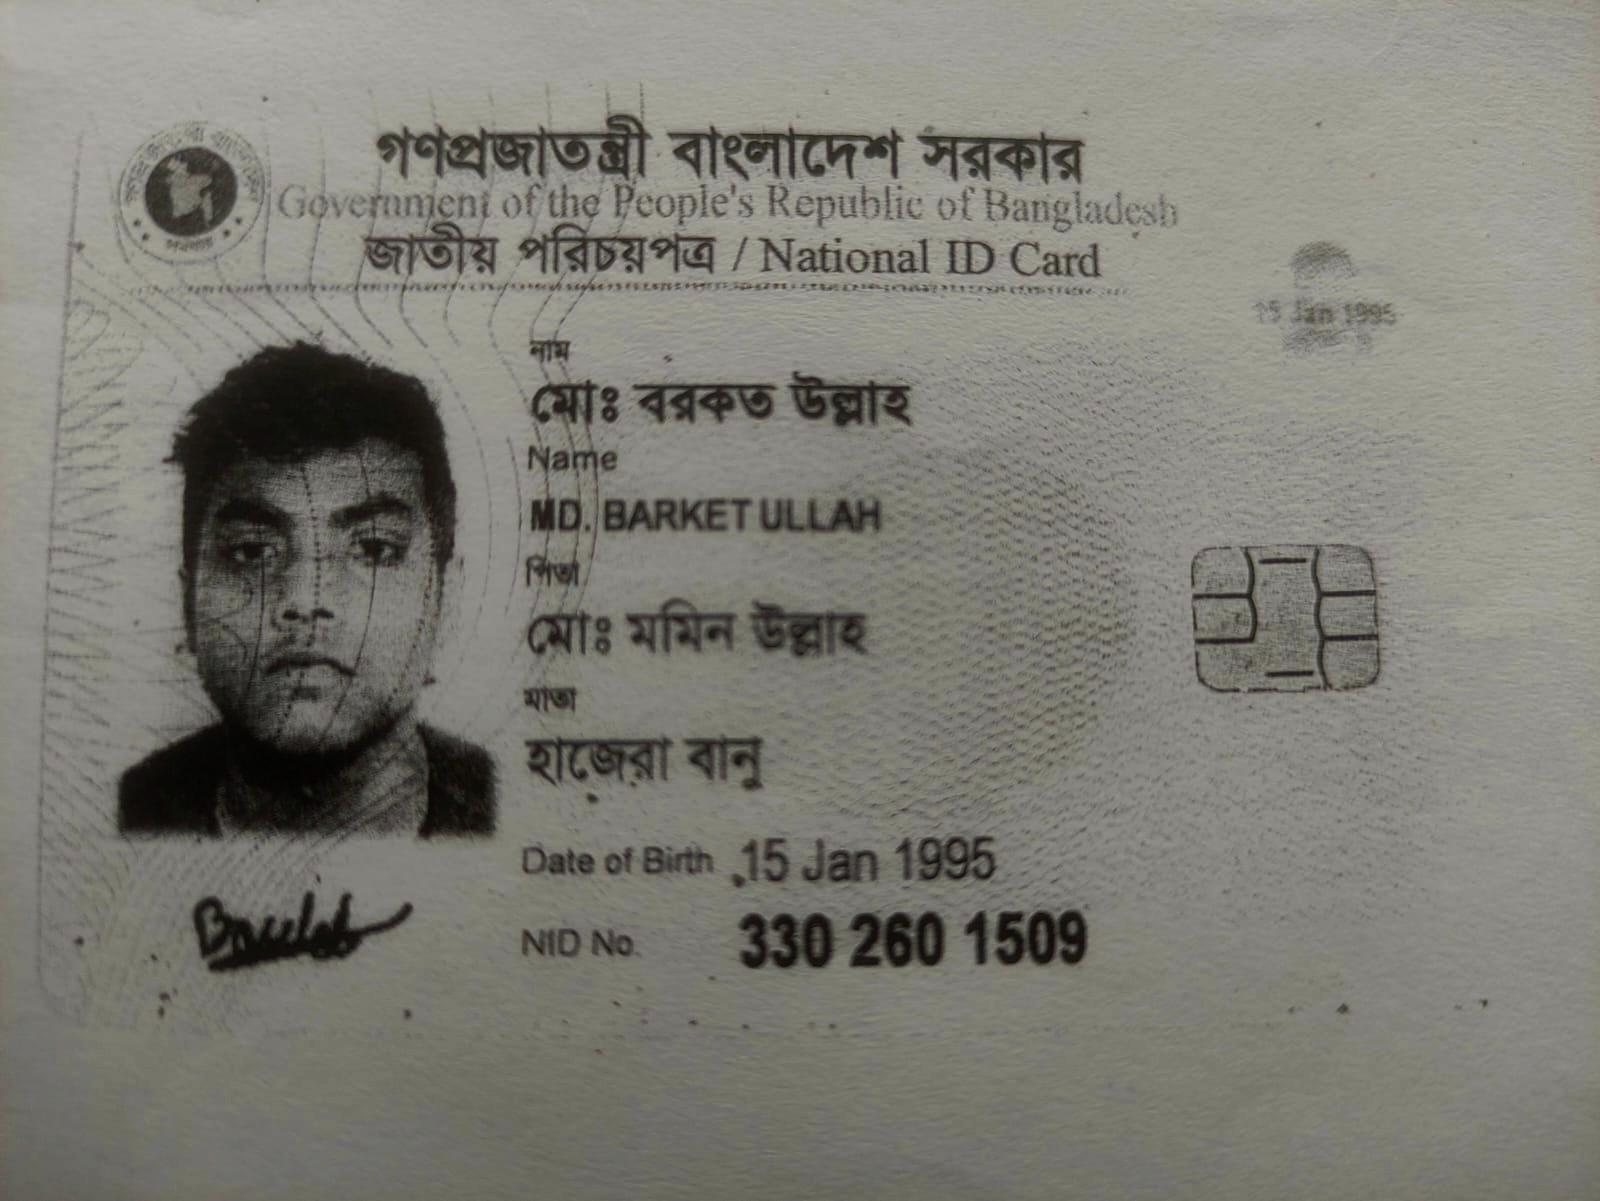 গণপ্রজাতন্ত্রী বাংলাদেশ সরকার
Government of the People's Republic of Bangladesh
জাতীয় পরিচয়পত্র / National ID Card
15 Jan 1995
নাম
মোঃ বরকত উল্লাহ
Name
MD. BARKET ULLAH
পিতা
মোঃ মমিন উল্লাহ
মাতা
হাজেরা বানু
Date of Birth 15 Jan 1995
NID No. 330 260 1509